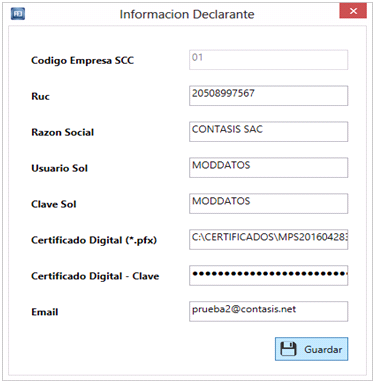 Informacion Declarante
Codigo Empresa SCC 01
Ruc 20508997567
Razon Social CONTASIS SAC
Usuario Sol MODDATOS
Clave Sol MODDATOS
Certificado Digital (*.pfx) C:\CERTIFICADOS\MPS201604283
Certificado Digital - Clave ●●●●●●●●●●●●●●●●●●●●●●●●●●
Email prueba2@contasis.net
Guardar